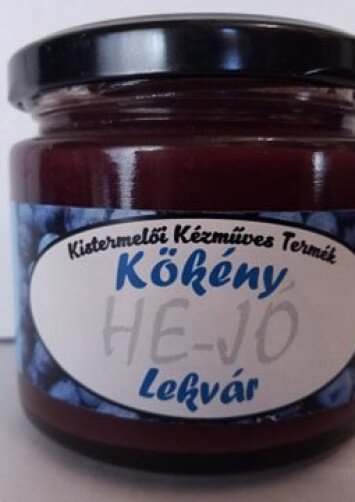 Kistermelői Kézműves Termék
Kökény
HE-JÓ
Lekvár